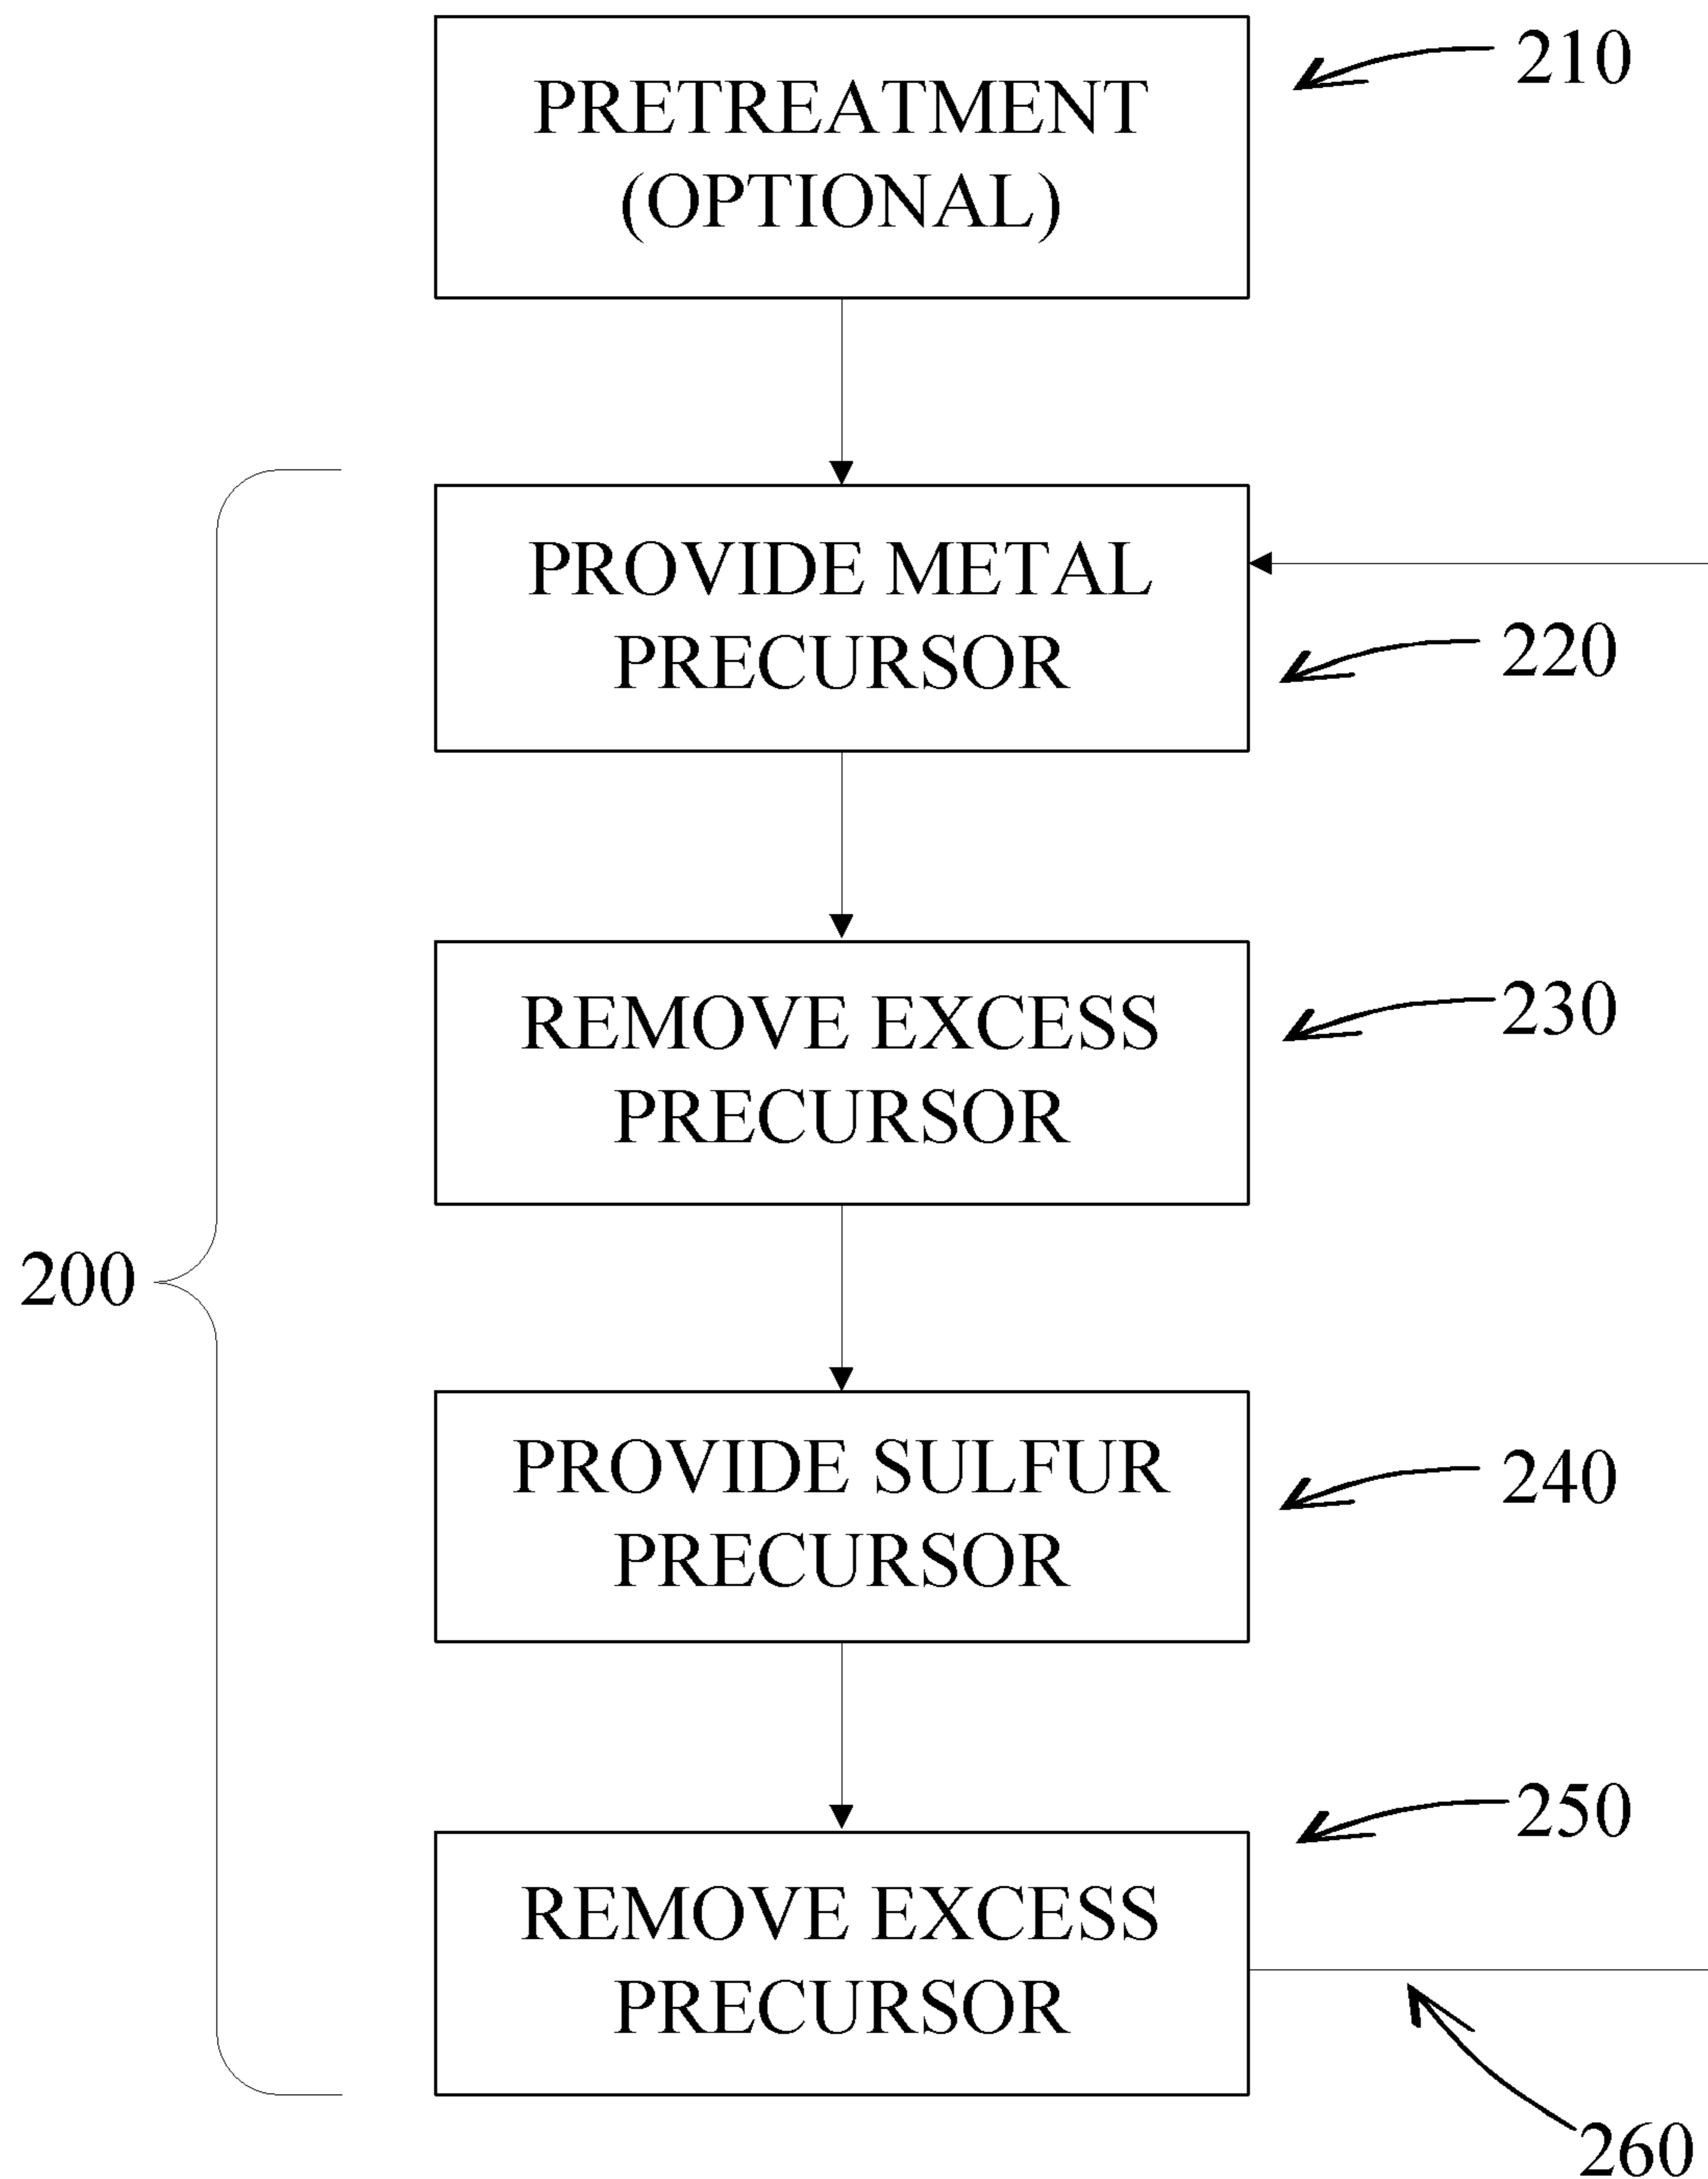 PRETREATMENT
(OPTIONAL)
210
PROVIDE METAL
PRECURSOR
220
REMOVE EXCESS
PRECURSOR
230
200
PROVIDE SULFUR
PRECURSOR
240
REMOVE EXCESS
PRECURSOR
250
260